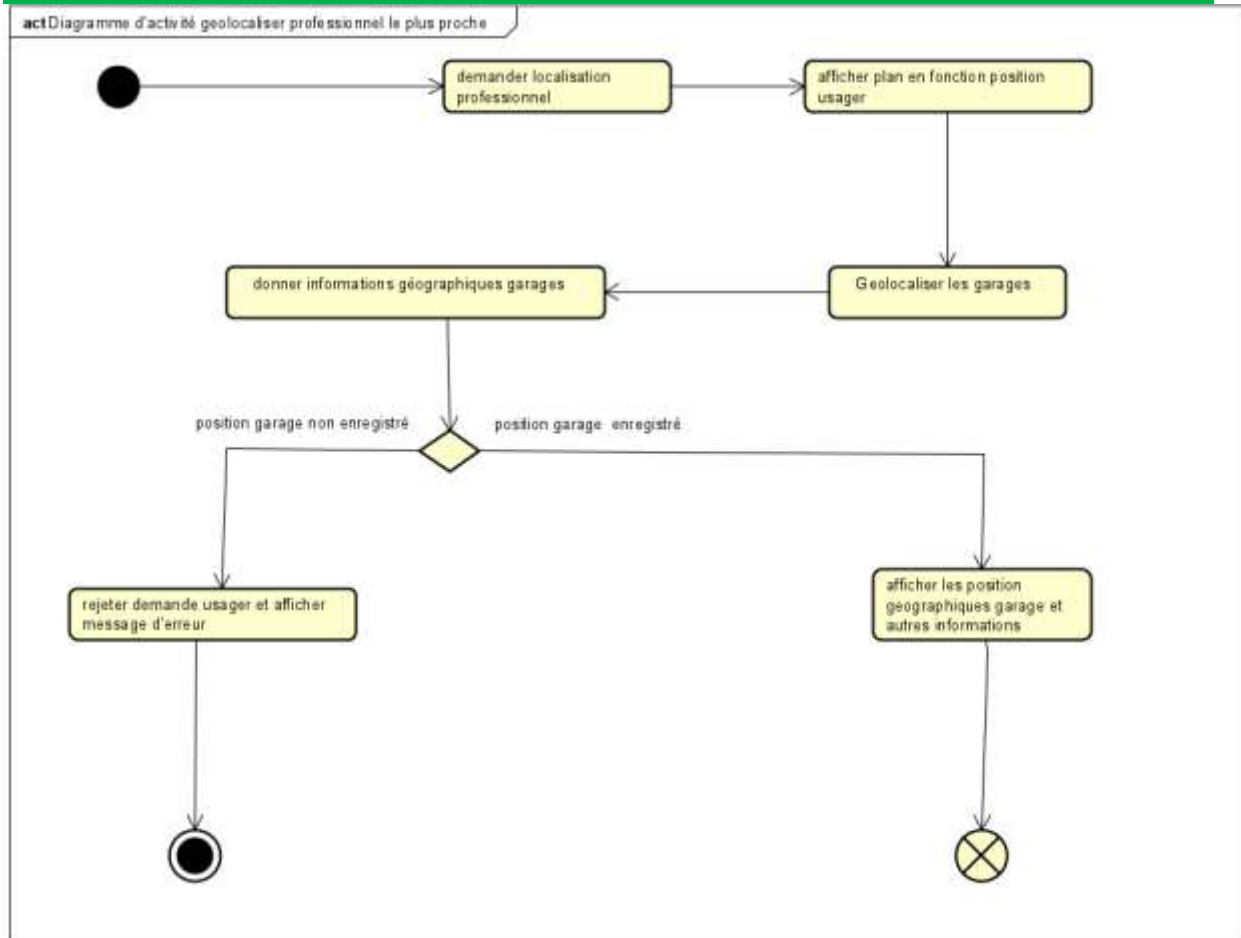 act Diagramme d'activité geolocaliser professionnel le plus proche
demander localisation
professionnel
afficher plan en fonction position
usager
donner informations géographiques garages
Geolocaliser les garages
position garage non enregistré
position garage enregistré
rejeter demande usager et afficher
message d'erreur
afficher les position
geographiques garage et
autres informations